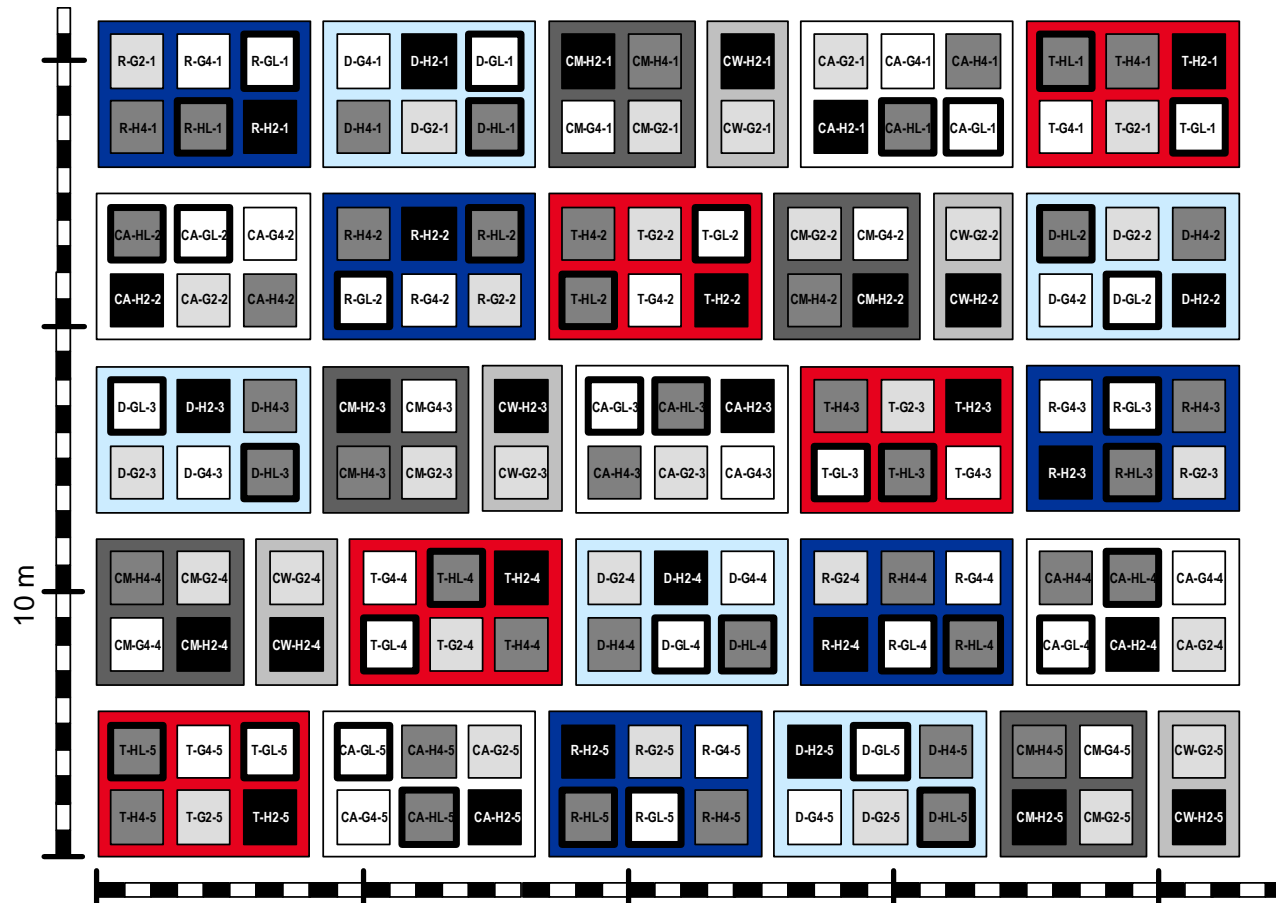 R-G2-1 R-G4-1 R-GL-1 D-G4-1 D-H2-1 D-GL-1 CM-H2-1 CM-H4-1 CW-H2-1 CA-G2-1 CA-G4-1 CA-H4-1 T-HL-1 T-H4-1 T-H2-1
R-H4-1 R-HL-1 R-H2-1 D-H4-1 D-G2-1 D-HL-1 CM-G4-1 CM-G2-1 CW-G2-1 CA-H2-1 CA-HL-1 CA-GL-1 T-G4-1 T-G2-1 T-GL-1
CA-HL-2 CA-GL-2 CA-G4-2 R-H4-2 R-H2-2 R-HL-2 T-H4-2 T-G2-2 T-GL-2 CM-G2-2 CM-G4-2 CW-G2-2 D-HL-2 D-G2-2 D-H4-2
CA-H2-2 CA-G2-2 CA-H4-2 R-GL-2 R-G4-2 R-G2-2 T-HL-2 T-G4-2 T-H2-2 CM-H4-2 CM-H2-2 CW-H2-2 D-G4-2 D-GL-2 D-H2-2
D-GL-3 D-H2-3 D-H4-3 CM-H2-3 CM-G4-3 CW-H2-3 CA-GL-3 CA-HL-3 CA-H2-3 T-H4-3 T-G2-3 T-H2-3 R-G4-3 R-GL-3 R-H4-3
D-G2-3 D-G4-3 D-HL-3 CM-H4-3 CM-G2-3 CW-G2-3 CA-H4-3 CA-G2-3 CA-G4-3 T-GL-3 T-HL-3 T-G4-3 R-H2-3 R-HL-3 R-G2-3
CM-H4-4 CM-G2-4 CW-G2-4 T-G4-4 T-HL-4 T-H2-4 D-G2-4 D-H2-4 D-G4-4 R-G2-4 R-H4-4 R-G4-4 CA-H4-4 CA-HL-4 CA-G4-4
CM-G4-4 CM-H2-4 CW-H2-4 T-GL-4 T-G2-4 T-H4-4 D-H4-4 D-GL-4 D-HL-4 R-H2-4 R-GL-4 R-HL-4 CA-GL-4 CA-H2-4 CA-G2-4
T-HL-5 T-G4-5 T-GL-5 CA-GL-5 CA-H4-5 CA-G2-5 R-H2-5 R-G2-5 R-G4-5 D-H2-5 D-GL-5 D-H4-5 CM-H4-5 CM-G4-5 CW-G2-5
T-H4-5 T-G2-5 T-H2-5 CA-G4-5 CA-HL-5 CA-H2-5 R-HL-5 R-GL-5 R-H4-5 D-G4-5 D-G2-5 D-HL-5 CM-H2-5 CM-G2-5 CW-H2-5
10 m